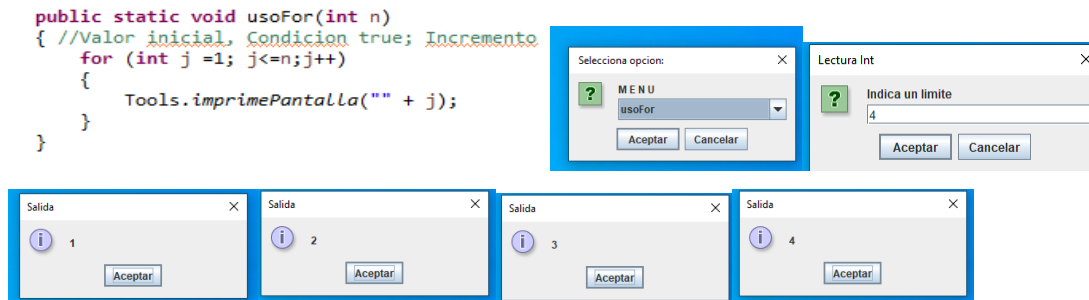 public static void usoFor(int n)
{ //Valor inicial, Condicion true; Incremento
for (int j =1; j<=n;j++)
{
Tools.imprimePantalla("" + j);
}
}
Selecciona opcion:
M E N U
usoFor
Aceptar Cancelar
Lectura Int
Indica un limite
4
Aceptar Cancelar
Salida
1
Aceptar
Salida
2
Aceptar
Salida
3
Aceptar
Salida
4
Aceptar